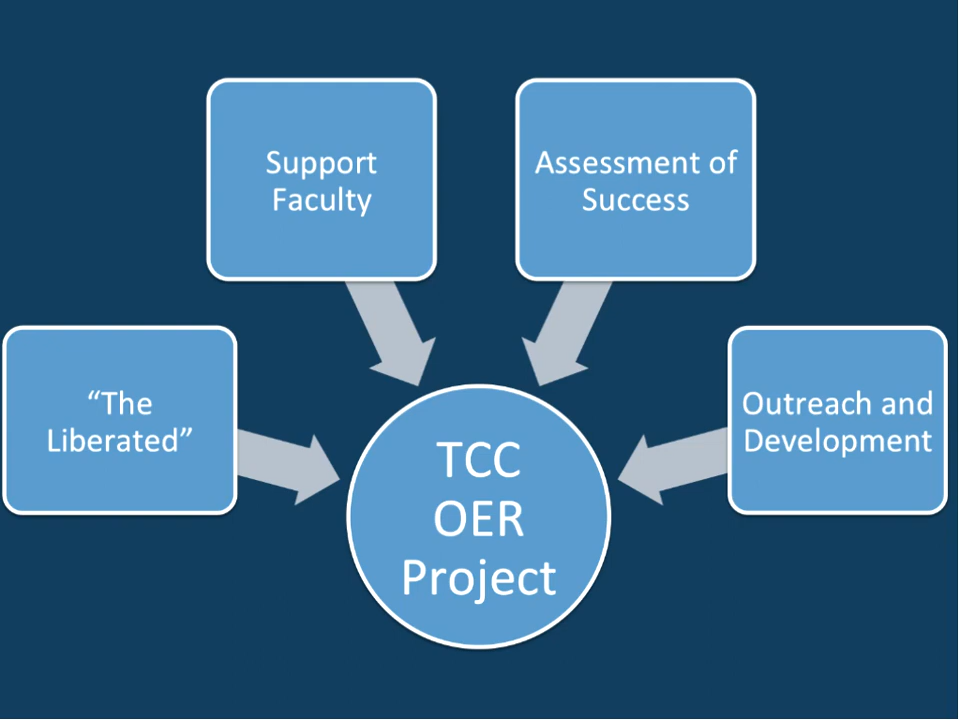 Support
Faculty
Assessment of
Success
“The
Liberated”
Outreach and
Development
TCC
OER
Project